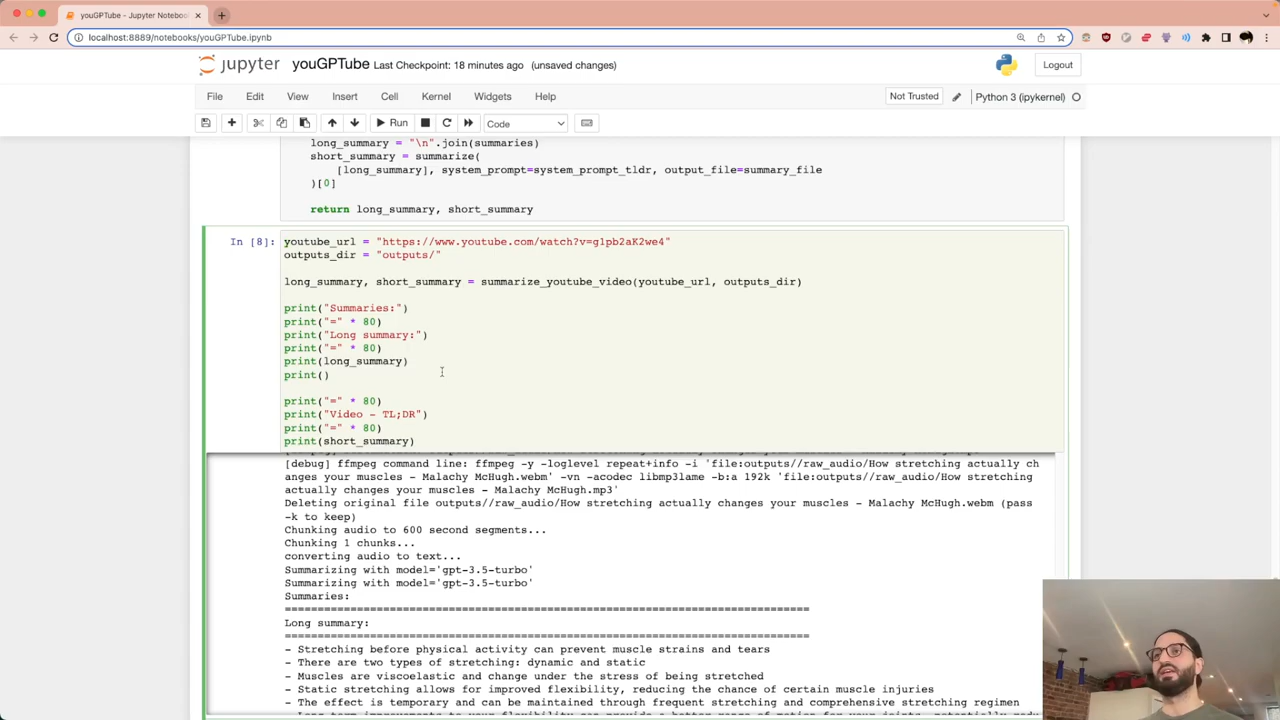 youGPTube - Jupyter Notebook
localhost:8889/notebooks/youGPTube.ipynb
jupyter youGPTube Last Checkpoint: 18 minutes ago (unsaved changes)
Logout
File Edit View Insert Cell Kernel Widgets Help
Not Trusted
Python 3 (ipykernel)
Run
Code
long_summary = "\n".join(summaries)
short_summary = summarize(
[long_summary], system_prompt=system_prompt_tldr, output_file=summary_file
)[0]
return long_summary, short_summary
In [8]:
youtube_url = "https://www.youtube.com/watch?v=g1pb2aK2we4"
outputs_dir = "outputs/"
long_summary, short_summary = summarize_youtube_video(youtube_url, outputs_dir)
print("Summaries:")
print("=" * 80)
print("Long summary:")
print("=" * 80)
print(long_summary)
print()
print("=" * 80)
print("Video - TL;DR")
print("=" * 80)
print(short_summary)
[debug] ffmpeg command line: ffmpeg -y -loglevel repeat+info -i 'file:outputs//raw_audio/How stretching actually ch
anges your muscles - Malachy McHugh.webm' -vn -acodec libmp3lame -b:a 192k 'file:outputs//raw_audio/How stretching
actually changes your muscles - Malachy McHugh.mp3'
Deleting original file outputs//raw_audio/How stretching actually changes your muscles - Malachy McHugh.webm (pass
-k to keep)
Chunking audio to 600 second segments...
Chunking 1 chunks...
converting audio to text...
Summarizing with model='gpt-3.5-turbo'
Summarizing with model='gpt-3.5-turbo'
Summaries:
================================================================================
Long summary:
================================================================================
- Stretching before physical activity can prevent muscle strains and tears
- There are two types of stretching: dynamic and static
- Muscles are viscoelastic and change under the stress of being stretched
- Static stretching allows for improved flexibility, reducing the chance of certain muscle injuries
- The effect is temporary and can be maintained through frequent stretching and comprehensive stretching regimen